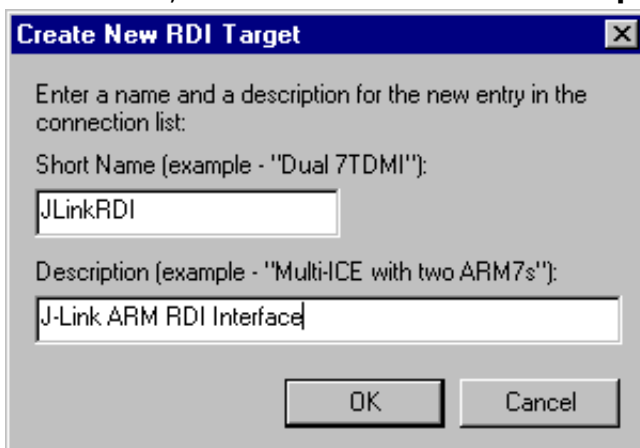 Create New RDI Target
Enter a name and a description for the new entry in the
connection list:
Short Name (example - "Dual 7TDMI"):
JLinkRDI
Description (example - "Multi-ICE with two ARM7s"):
J-Link ARM RDI Interface
OK Cancel